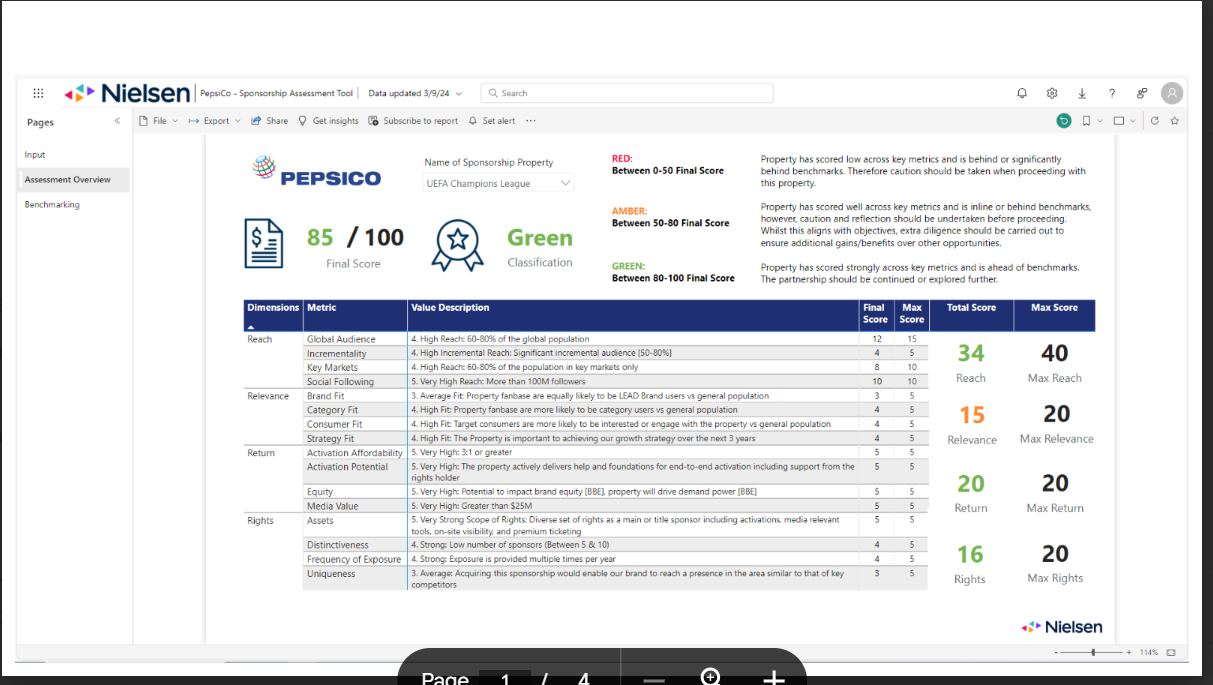 Nielsen
PepsiCo - Sponsorship Assessment Tool
Data updated 3/9/24
Search
Pages
File
Export
Share
Get insights
Subscribe to report
Set alert
Input
Assessment Overview
Benchmarking
PEPSICO
Name of Sponsorship Property
UEFA Champions League
85 / 100
Final Score
Green
Classification
RED:
Between 0-50 Final Score
Property has scored low across key metrics and is behind or significantly
behind benchmarks. Therefore caution should be taken when proceeding with
this property.
AMBER:
Between 50-80 Final Score
Property has scored well across key metrics and is inline or behind benchmarks,
however, caution and reflection should be undertaken before proceeding.
Whilst this aligns with objectives, extra diligence should be carried out to
ensure additional gains/benefits over other opportunities.
GREEN:
Between 80-100 Final Score
Property has scored strongly across key metrics and is ahead of benchmarks.
The partnership should be continued or explored further.
Dimensions Metric Value Description Final Score Max Score Total Score Max Score
Reach Global Audience 4. High Reach: 60-80% of the global population 12 15
Incrementality 4. High Incremental Reach: Significant incremental audience [50-80%] 4 5
Key Markets 4. High Reach: 60-80% of the population in key markets only 8 10
Social Following 5. Very High Reach: More than 100M followers 10 10
34 40
Reach Max Reach
Relevance Brand Fit 3. Average Fit: Property fanbase are equally likely to be LEAD Brand users vs general population 3 5
Category Fit 4. High Fit: Property fanbase are more likely to be category users vs general population 4 5
Consumer Fit 4. High Fit: Target consumers are more likely to be interested or engage with the property vs general population 4 5
Strategy Fit 4. High Fit: The Property is important to achieving our growth strategy over the next 3 years 4 5
15 20
Relevance Max Relevance
Return Activation Affordability 5. Very High: 3:1 or greater 5 5
Activation Potential 5. Very High: The property actively delivers help and foundations for end-to-end activation including support from the 5 5
rights holder
Equity 5. Very High: Potential to impact brand equity [BBE], property will drive demand power [BBE] 5 5
Media Value 5. Very High: Greater than $25M 5 5
20 20
Return Max Return
Rights Assets 5. Very Strong Scope of Rights: Diverse set of rights as a main or title sponsor including activations, media relevant 5 5
tools, on-site visibility, and premium ticketing
Distinctiveness 4. Strong: Low number of sponsors (Between 5 & 10) 4 5
Frequency of Exposure 4. Strong: Exposure is provided multiple times per year 4 5
Uniqueness 3. Average: Acquiring this sponsorship would enable our brand to reach a presence in the area similar to that of key 3 5
competitors
16 20
Rights Max Rights
Nielsen
114%
Page 1 / 4